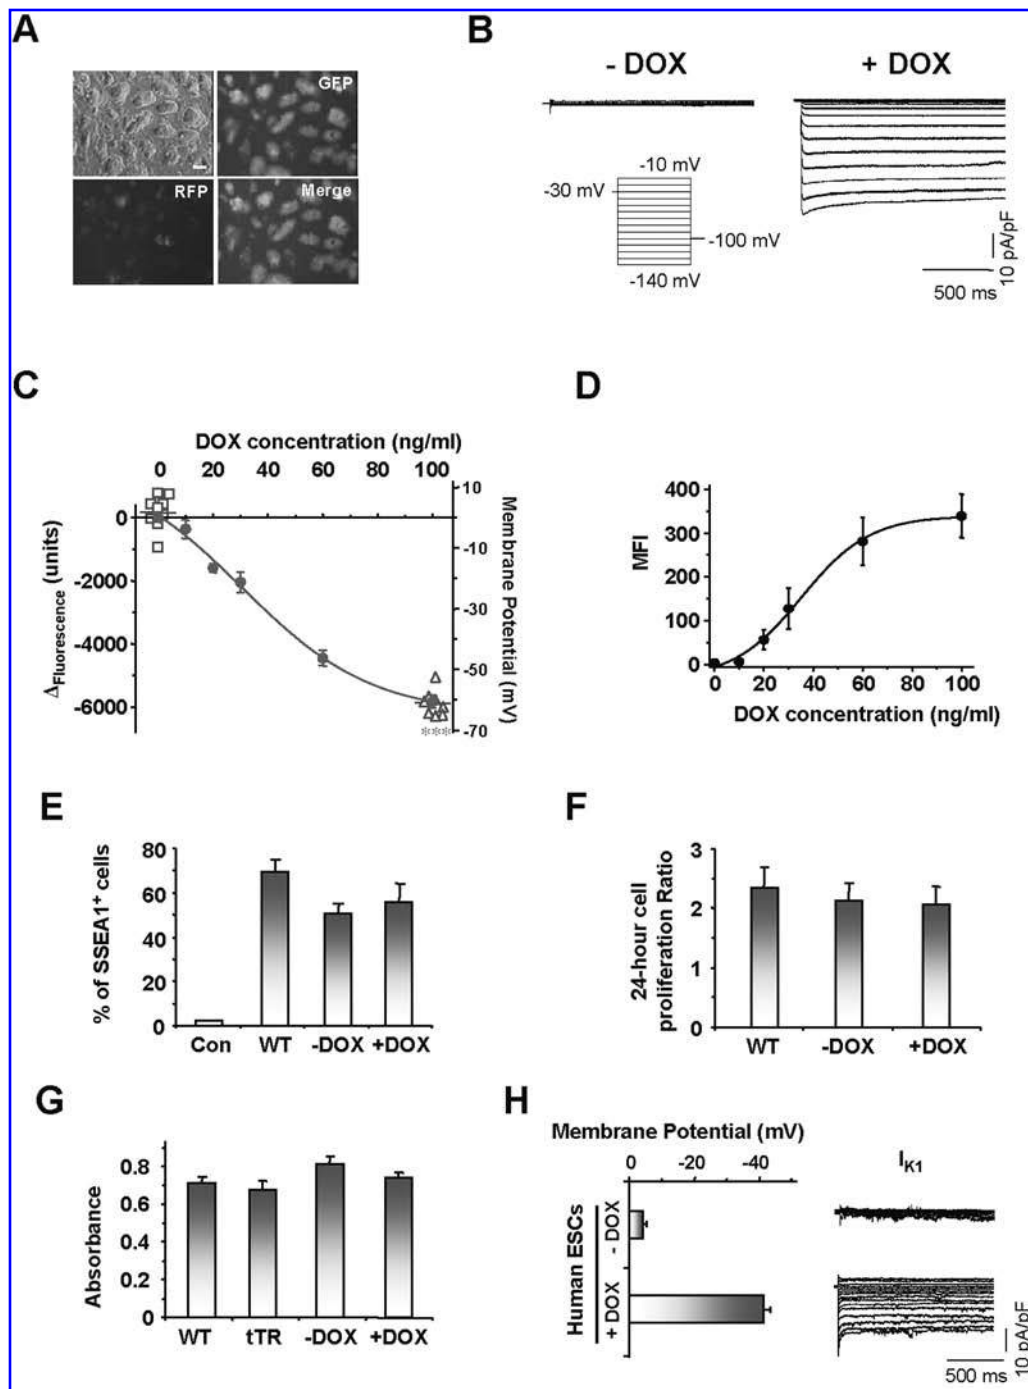 A
GFP
RFP
Merge
B
- DOX
+ DOX
-10 mV
-30 mV
-100 mV
-140 mV
10 pA/pF
500 ms
C
DOX concentration (ng/ml)
0 20 40 60 80 100
ΔFluorescence (units)
0
-2000
-4000
-6000
10
-10
-30
-50
-70
Membrane Potential (mV)
***
D
MFI
400
300
200
100
0
0 20 40 60 80 100
DOX concentration (ng/ml)
E
% of SSEA1+ cells
80
60
40
20
0
Con WT -DOX +DOX
F
24-hour cell
proliferation Ratio
3
2
1
0
WT -DOX +DOX
G
Absorbance
0.8
0.6
0.4
0.2
0
WT tTR -DOX +DOX
H
Membrane Potential (mV)
0 -20 -40
Human ESCs
- DOX
+ DOX
IK1
10 pA/pF
500 ms